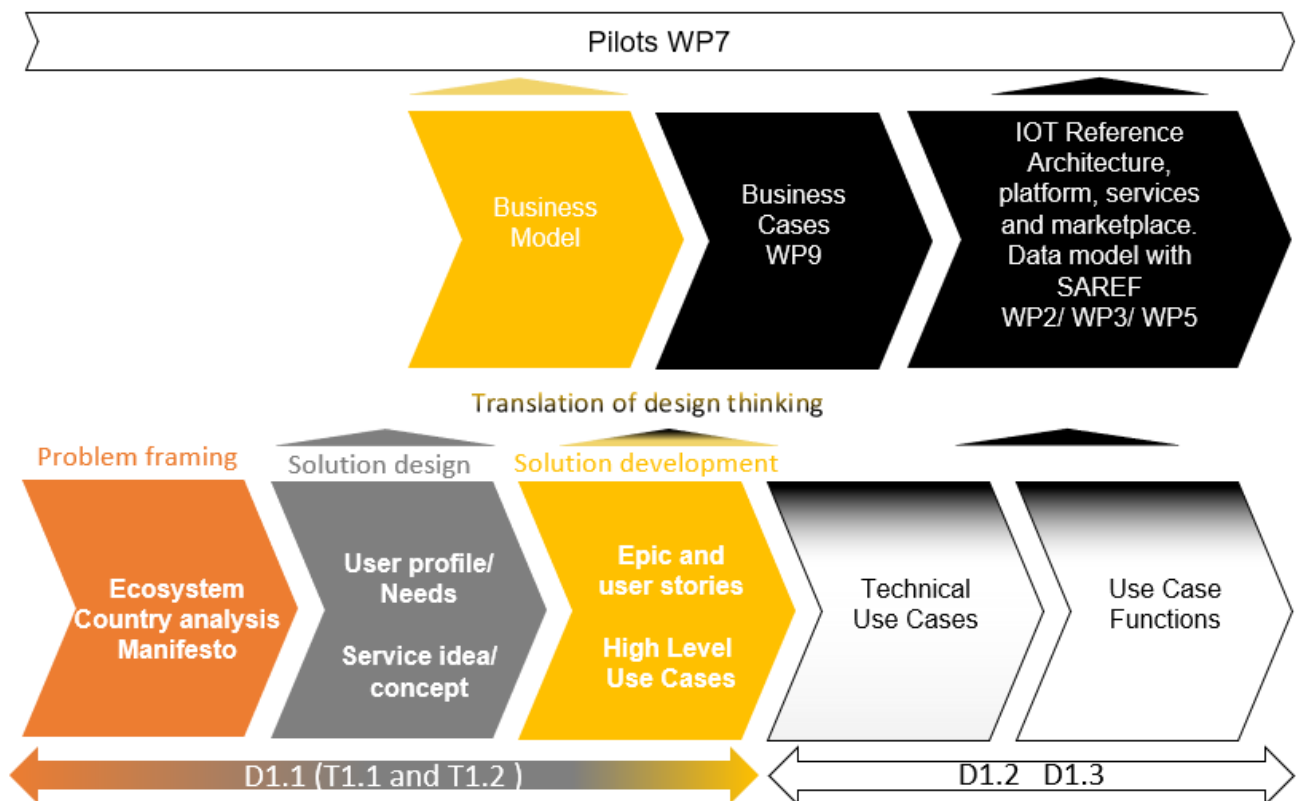 Pilots WP7
Business
Model
Business
Cases
WP9
IOT Reference
Architecture,
platform, services
and marketplace.
Data model with
SAREF
WP2/ WP3/ WP5
Translation of design thinking
Problem framing
Solution design
Solution development
Ecosystem
Country analysis
Manifesto
User profile/
Needs
Service idea/
concept
Epic and
user stories
High Level
Use Cases
Technical
Use Cases
Use Case
Functions
D1.1 (T1.1 and T1.2 )
D1.2 D1.3